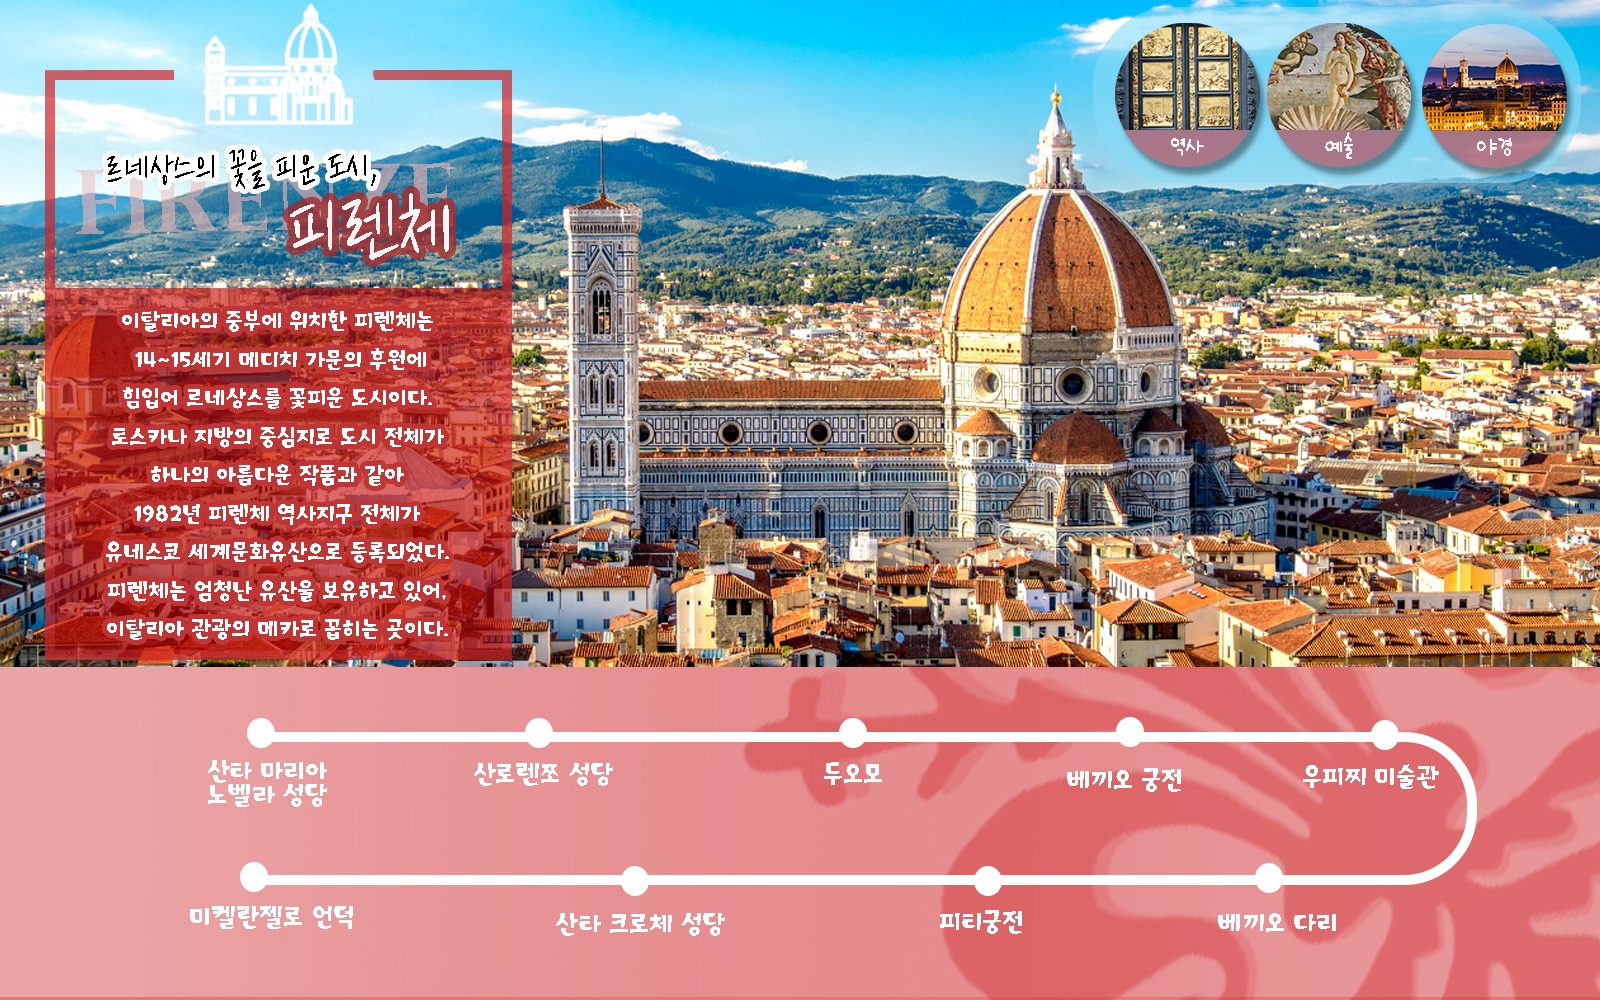 역사
예술
야경
르네상스의 꽃을 피운 도시,
FIRENZE
피렌체
이탈리아의 중부에 위치한 피렌체는
14~15세기 메디치 가문의 후원에
힘입어 르네상스를 꽃피운 도시이다.
토스카나 지방의 중심지로 도시 전체가
하나의 아름다운 작품과 같아
1982년 피렌체 역사지구 전체가
유네스코 세계문화유산으로 등록되었다.
피렌체는 엄청난 유산을 보유하고 있어,
이탈리아 관광의 메카로 꼽히는 곳이다.
산타 마리아
노벨라 성당
산로렌쪼 성당
두오모
베끼오 궁전
우피찌 미술관
미켈란젤로 언덕
산타 크로체 성당
피티궁전
베끼오 다리